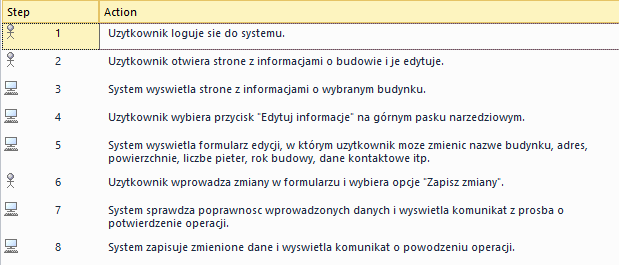 Step Action
1 Uzytkownik loguje sie do systemu.
2 Uzytkownik otwiera strone z informacjami o budowie i je edytuje.
3 System wyswietla strone z informacjami o wybranym budynku.
4 Uzytkownik wybiera przycisk "Edytuj informacje" na górnym pasku narzedziowym.
5 System wyswietla formularz edycji, w którym uzytkownik moze zmienic nazwe budynku, adres,
powierzchnie, liczbe pieter, rok budowy, dane kontaktowe itp.
6 Uzytkownik wprowadza zmiany w formularzu i wybiera opcje "Zapisz zmiany".
7 System sprawdza poprawnosc wprowadzonych danych i wyswietla komunikat z prosba o
potwierdzenie operacji.
8 System zapisuje zmienione dane i wyswietla komunikat o powodzeniu operacji.